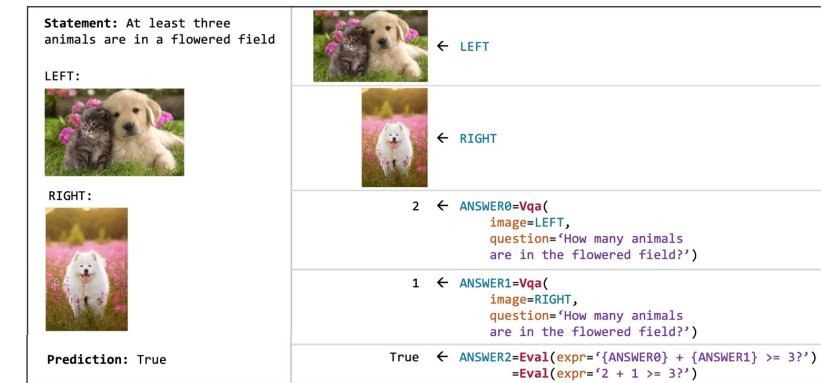 Statement: At least three
animals are in a flowered field
LEFT:
RIGHT:
Prediction: True
← LEFT
← RIGHT
2 ← ANSWER0=Vqa(
image=LEFT,
question=‘How many animals
are in the flowered field?’)
1 ← ANSWER1=Vqa(
image=RIGHT,
question=‘How many animals
are in the flowered field?’)
True ← ANSWER2=Eval(expr=‘{ANSWER0} + {ANSWER1} >= 3?’)
=Eval(expr=‘2 + 1 >= 3?’)